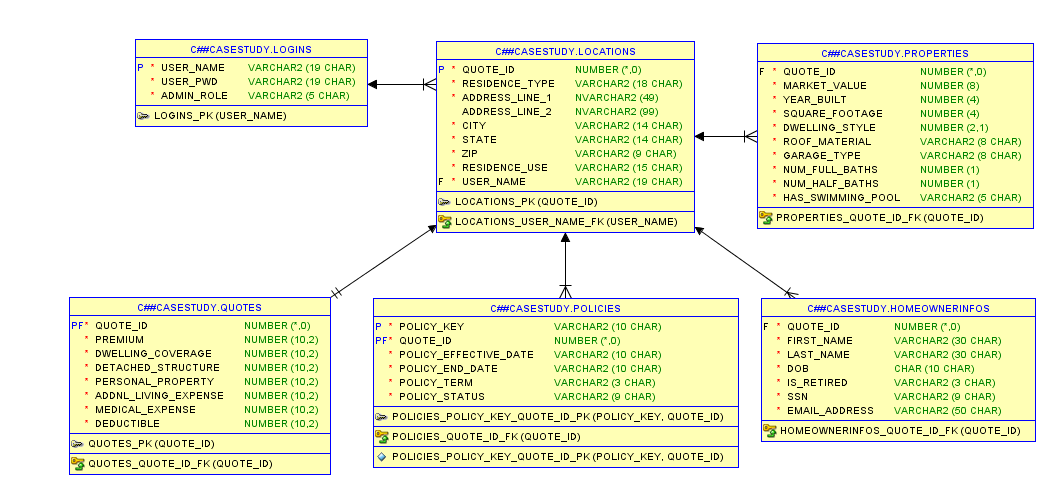 C##CASESTUDY.LOGINS
P * USER_NAME VARCHAR2 (19 CHAR)
* USER_PWD VARCHAR2 (19 CHAR)
* ADMIN_ROLE VARCHAR2 (5 CHAR)
LOGINS_PK (USER_NAME)
C##CASESTUDY.LOCATIONS
P * QUOTE_ID NUMBER (*,0)
* RESIDENCE_TYPE VARCHAR2 (18 CHAR)
* ADDRESS_LINE_1 NVARCHAR2 (49)
ADDRESS_LINE_2 NVARCHAR2 (99)
* CITY VARCHAR2 (14 CHAR)
* STATE VARCHAR2 (14 CHAR)
* ZIP VARCHAR2 (9 CHAR)
* RESIDENCE_USE VARCHAR2 (15 CHAR)
F * USER_NAME VARCHAR2 (19 CHAR)
LOCATIONS_PK (QUOTE_ID)
LOCATIONS_USER_NAME_FK (USER_NAME)
C##CASESTUDY.PROPERTIES
F * QUOTE_ID NUMBER (*,0)
* MARKET_VALUE NUMBER (8)
* YEAR_BUILT NUMBER (4)
* SQUARE_FOOTAGE NUMBER (4)
* DWELLING_STYLE NUMBER (2,1)
* ROOF_MATERIAL VARCHAR2 (8 CHAR)
* GARAGE_TYPE VARCHAR2 (8 CHAR)
* NUM_FULL_BATHS NUMBER (1)
* NUM_HALF_BATHS NUMBER (1)
* HAS_SWIMMING_POOL VARCHAR2 (5 CHAR)
PROPERTIES_QUOTE_ID_FK (QUOTE_ID)
C##CASESTUDY.QUOTES
PF* QUOTE_ID NUMBER (*,0)
* PREMIUM NUMBER (10,2)
* DWELLING_COVERAGE NUMBER (10,2)
* DETACHED_STRUCTURE NUMBER (10,2)
* PERSONAL_PROPERTY NUMBER (10,2)
* ADDNL_LIVING_EXPENSE NUMBER (10,2)
* MEDICAL_EXPENSE NUMBER (10,2)
* DEDUCTIBLE NUMBER (10,2)
QUOTES_PK (QUOTE_ID)
QUOTES_QUOTE_ID_FK (QUOTE_ID)
C##CASESTUDY.POLICIES
P * POLICY_KEY VARCHAR2 (10 CHAR)
PF* QUOTE_ID NUMBER (*,0)
* POLICY_EFFECTIVE_DATE VARCHAR2 (10 CHAR)
* POLICY_END_DATE VARCHAR2 (10 CHAR)
* POLICY_TERM VARCHAR2 (3 CHAR)
* POLICY_STATUS VARCHAR2 (9 CHAR)
POLICIES_POLICY_KEY_QUOTE_ID_PK (POLICY_KEY, QUOTE_ID)
POLICIES_QUOTE_ID_FK (QUOTE_ID)
POLICIES_POLICY_KEY_QUOTE_ID_PK (POLICY_KEY, QUOTE_ID)
C##CASESTUDY.HOMEOWNERINFOS
F * QUOTE_ID NUMBER (*,0)
* FIRST_NAME VARCHAR2 (30 CHAR)
* LAST_NAME VARCHAR2 (30 CHAR)
* DOB CHAR (10 CHAR)
* IS_RETIRED VARCHAR2 (3 CHAR)
* SSN VARCHAR2 (9 CHAR)
* EMAIL_ADDRESS VARCHAR2 (50 CHAR)
HOMEOWNERINFOS_QUOTE_ID_FK (QUOTE_ID)